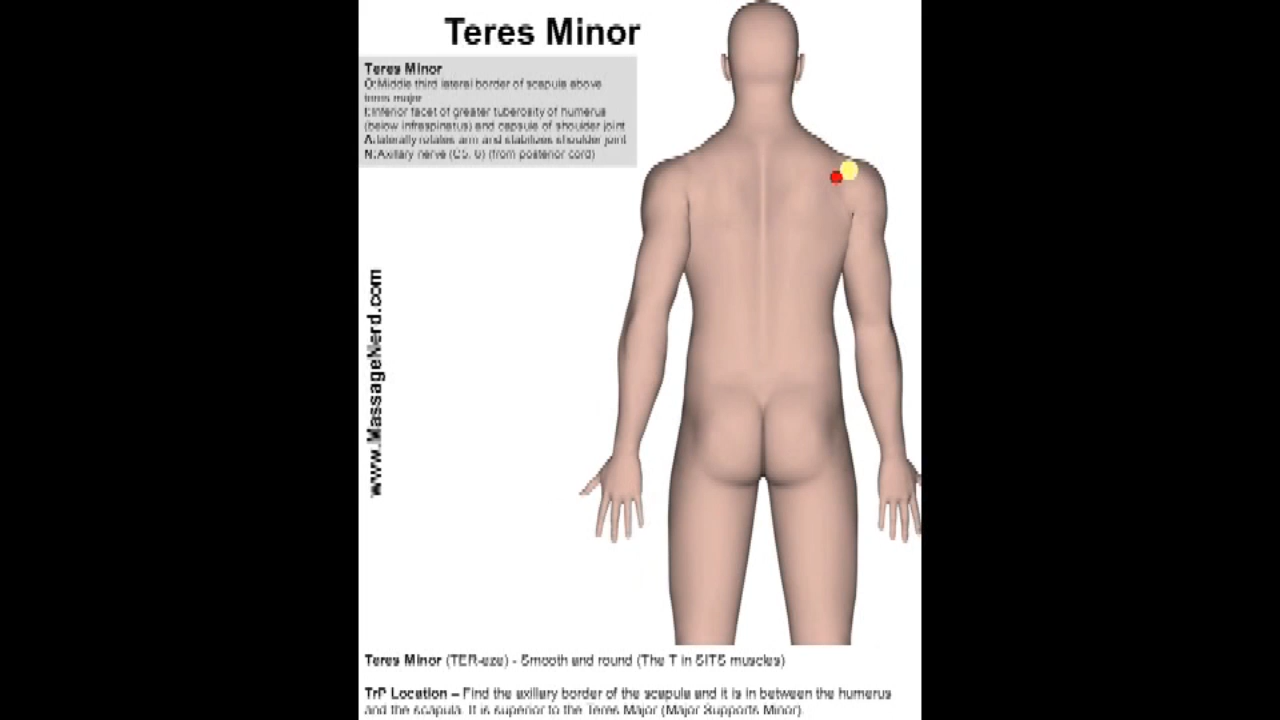 Teres Minor
Teres Minor
O:Middle third lateral border of scapula above
teres major
I:Inferior facet of greater tuberosity of humerus
(below infraspinatus) and capsule of shoulder joint
A:laterally rotates arm and stabilizes shoulder joint
N:Axillary nerve (C5, 6) (from posterior cord)
www.MassageNerd.com
Teres Minor (TER-eze) - Smooth and round (The T in SITS muscles)
TrP Location – Find the axillary border of the scapula and it is in between the humerus
and the scapula. It is superior to the Teres Major (Major Supports Minor).